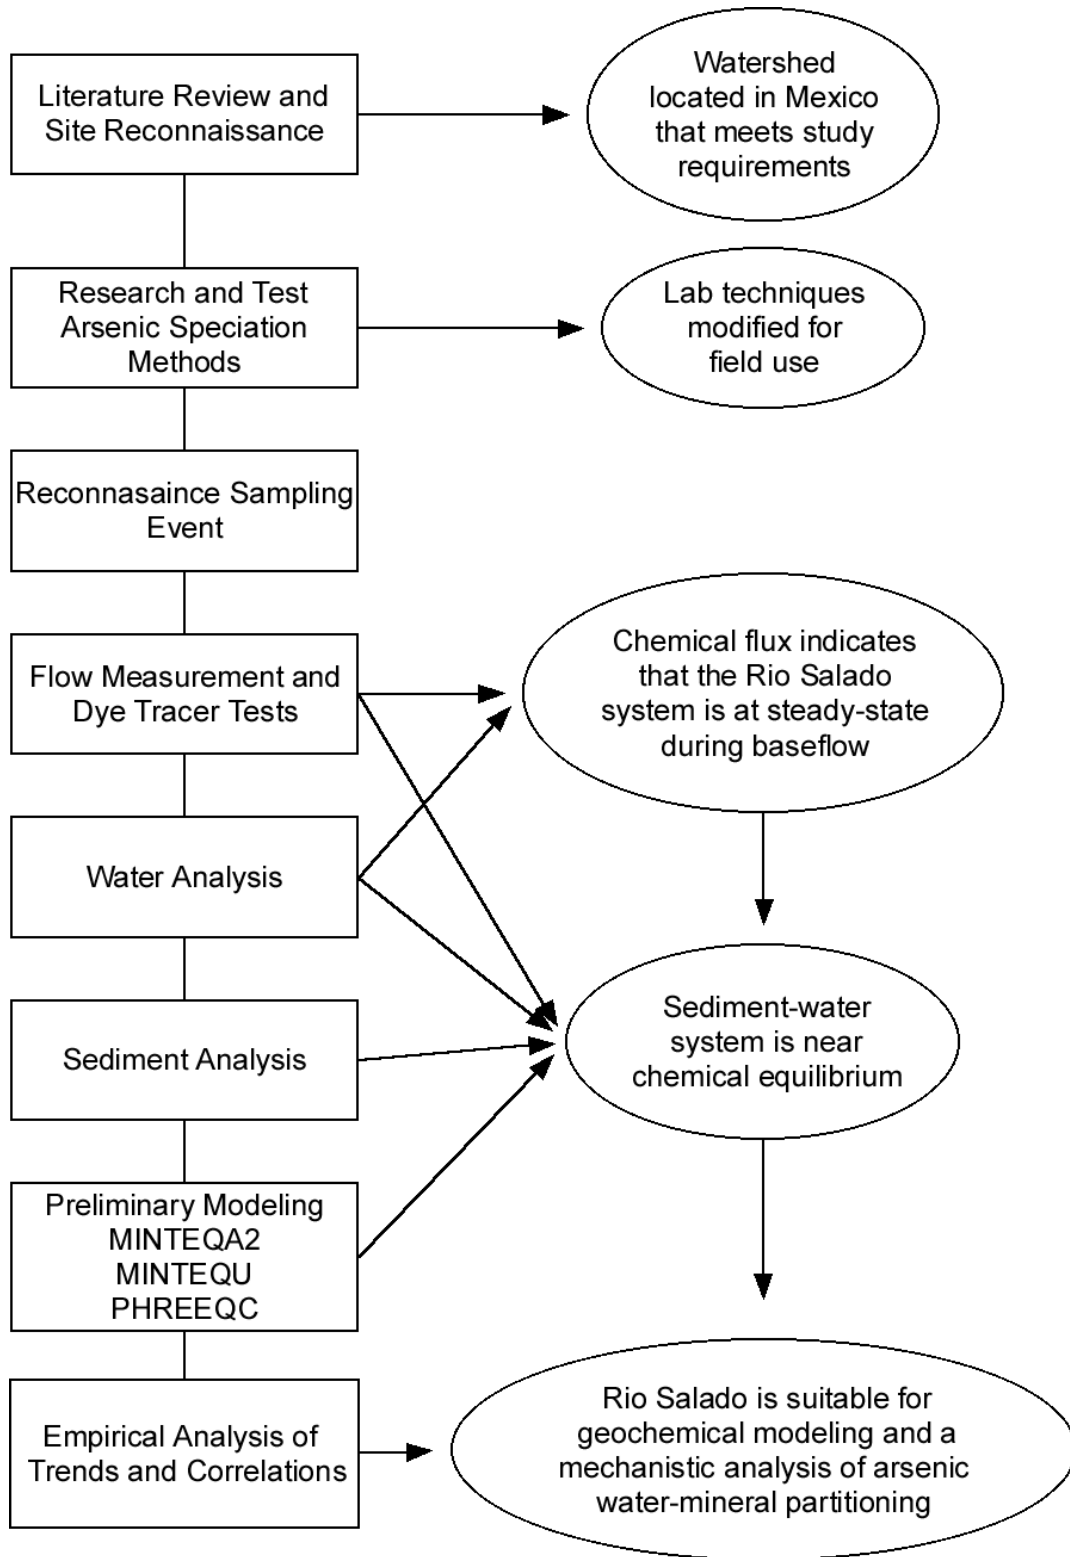 Literature Review and
Site Reconnaissance
Watershed
located in Mexico
that meets study
requirements
Research and Test
Arsenic Speciation
Methods
Lab techniques
modified for
field use
Reconnasaince Sampling
Event
Flow Measurement and
Dye Tracer Tests
Chemical flux indicates
that the Rio Salado
system is at steady-state
during baseflow
Water Analysis
Sediment Analysis
Sediment-water
system is near
chemical equilibrium
Preliminary Modeling
MINTEQA2
MINTEQU
PHREEQC
Empirical Analysis of
Trends and Correlations
Rio Salado is suitable for
geochemical modeling and a
mechanistic analysis of arsenic
water-mineral partitioning